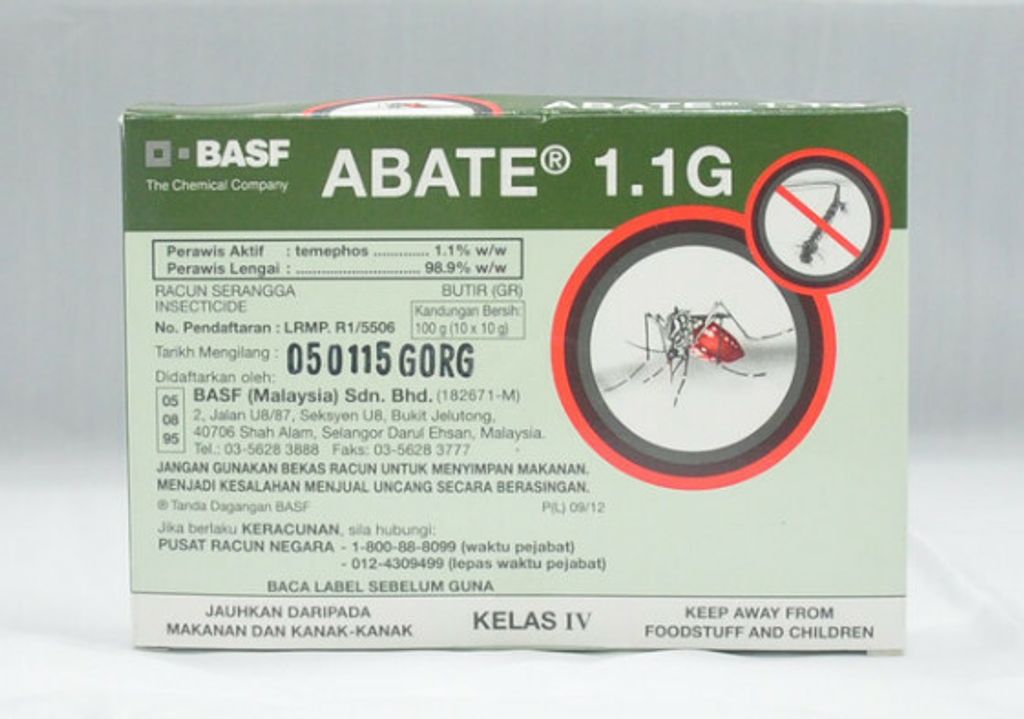 ABATE® 1.1G
BASF
The Chemical Company
ABATE® 1.1G
Perawis Aktif : temephos .............. 1.1% w/w
Perawis Lengai : ............................... 98.9% w/w
RACUN SERANGGA BUTIR (GR)
INSECTICIDE
Kandungan Bersih:
100 g (10 x 10 g)
No. Pendaftaran : LRMP. R1/5506
Tarikh Mengilang : 050115 GORG
Didaftarkan oleh:
05
08
95
BASF (Malaysia) Sdn. Bhd. (182671-M)
2, Jalan U8/87, Seksyen U8, Bukit Jelutong,
40706 Shah Alam, Selangor Darul Ehsan, Malaysia.
Tel.: 03-5628 3888 Faks: 03-5628 3777
JANGAN GUNAKAN BEKAS RACUN UNTUK MENYIMPAN MAKANAN.
MENJADI KESALAHAN MENJUAL UNCANG SECARA BERASINGAN.
® Tanda Dagangan BASF P(L) 09/12
Jika berlaku KERACUNAN, sila hubungi:
PUSAT RACUN NEGARA - 1-800-88-8099 (waktu pejabat)
- 012-4309499 (lepas waktu pejabat)
BACA LABEL SEBELUM GUNA
JAUHKAN DARIPADA
MAKANAN DAN KANAK-KANAK
KELAS IV
KEEP AWAY FROM
FOODSTUFF AND CHILDREN